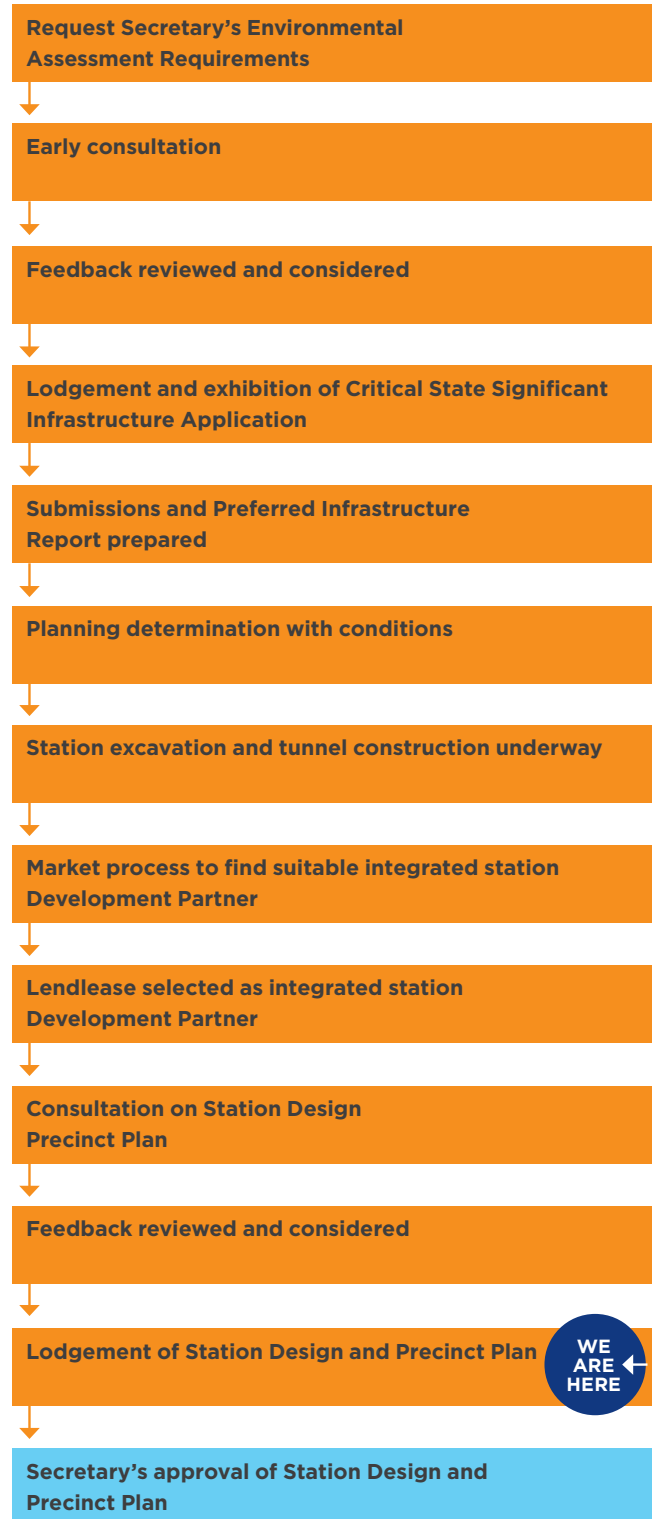 Request Secretary’s Environmental
Assessment Requirements
Early consultation
Feedback reviewed and considered
Lodgement and exhibition of Critical State Significant
Infrastructure Application
Submissions and Preferred Infrastructure
Report prepared
Planning determination with conditions
Station excavation and tunnel construction underway
Market process to find suitable integrated station
Development Partner
Lendlease selected as integrated station
Development Partner
Consultation on Station Design
Precinct Plan
Feedback reviewed and considered
Lodgement of Station Design and Precinct Plan
WE
ARE
HERE
Secretary’s approval of Station Design and
Precinct Plan